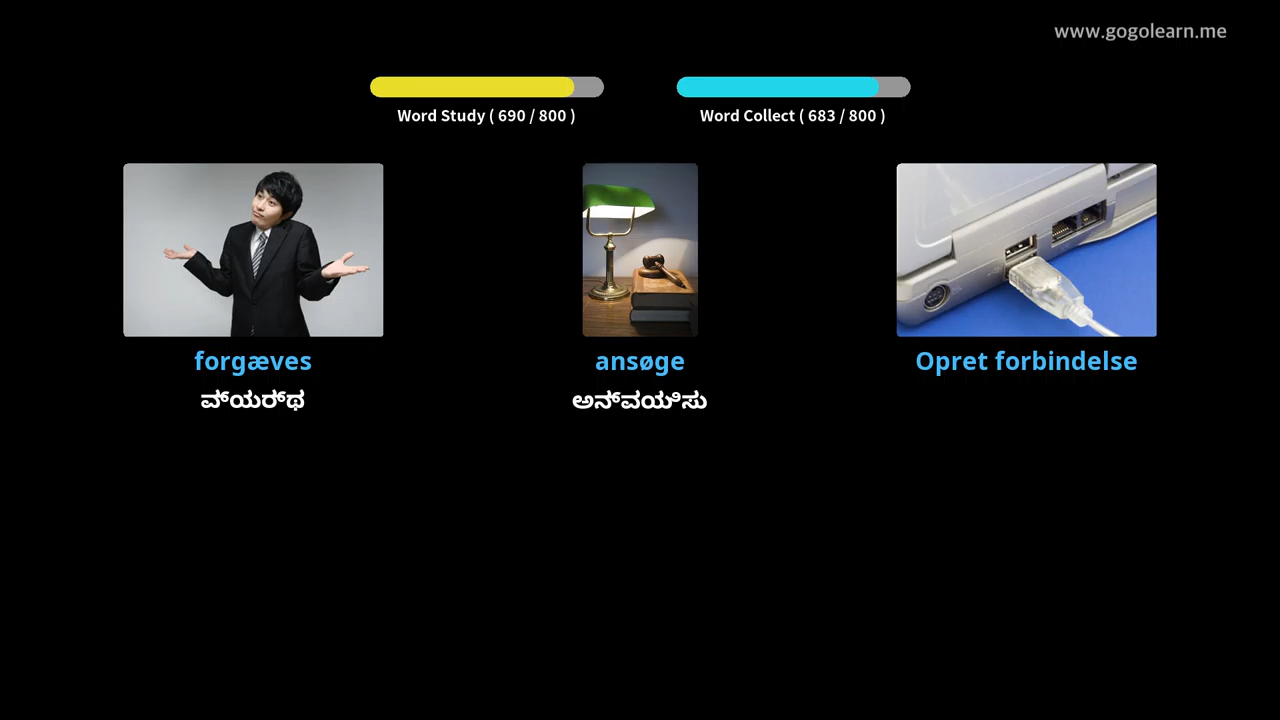 www.gogolearn.me
Word Study ( 690 / 800 )
Word Collect ( 683 / 800 )
forgæves
ansøge
Opret forbindelse
ವ್ಯರ್ಥ
ಅನ್ವಯಿಸು